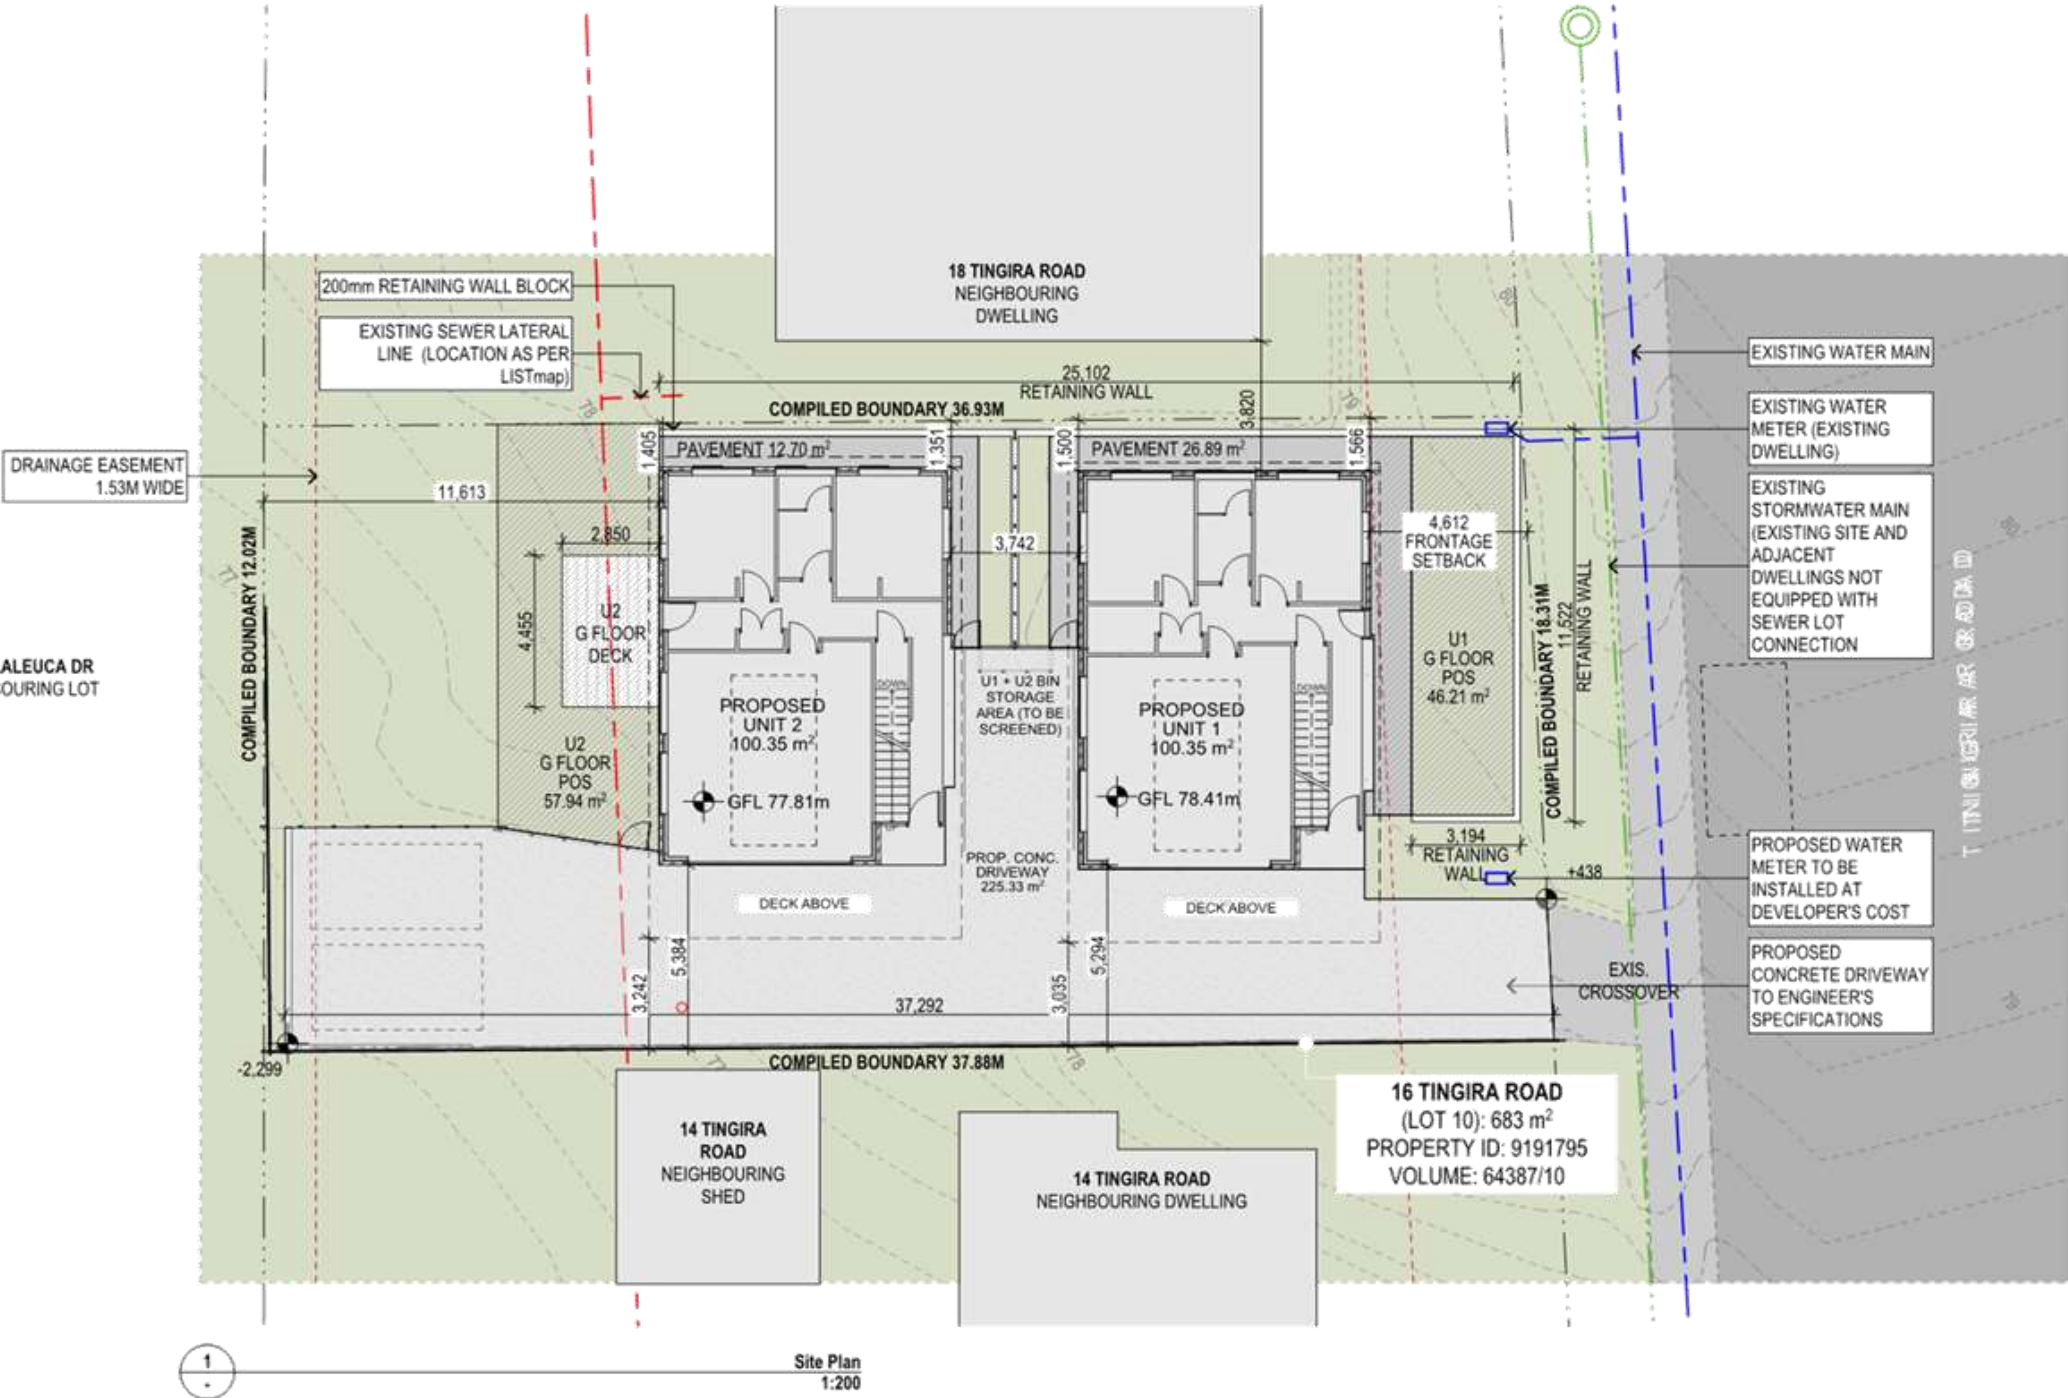 18 TINGIRA ROAD
NEIGHBOURING
DWELLING
200mm RETAINING WALL BLOCK
EXISTING SEWER LATERAL
LINE (LOCATION AS PER
LISTmap)
25,102
RETAINING WALL
COMPILED BOUNDARY 36.93M
3,820
78
79
80
EXISTING WATER MAIN
EXISTING WATER
METER (EXISTING
DWELLING)
DRAINAGE EASEMENT
1.53M WIDE
1,405
PAVEMENT 12.70 m²
1,351
1,500
PAVEMENT 26.89 m²
1,566
11,613
2,850
3,742
4,612
FRONTAGE
SETBACK
EXISTING
STORMWATER MAIN
(EXISTING SITE AND
ADJACENT
DWELLINGS NOT
EQUIPPED WITH
SEWER LOT
CONNECTION
80
77
COMPILED BOUNDARY 12.02M
4,455
U2
G FLOOR
DECK
COMPILED BOUNDARY 18.31M
11,522
RETAINING WALL
ALEUCA DR
OURING LOT
U1
G FLOOR
POS
46.21 m²
DOWN
U1 + U2 BIN
STORAGE
AREA (TO BE
SCREENED)
DOWN
PROPOSED
UNIT 2
100.35 m²
PROPOSED
UNIT 1
100.35 m²
U2
G FLOOR
POS
57.94 m²
GFL 77.81m
GFL 78.41m
3,194
RETAINING
WALL
+438
PROPOSED WATER
METER TO BE
INSTALLED AT
DEVELOPER'S COST
PROP. CONC.
DRIVEWAY
225.33 m²
DECK ABOVE
DECK ABOVE
3,242
5,384
3,035
5,294
37,292
EXIS.
CROSSOVER
PROPOSED
CONCRETE DRIVEWAY
TO ENGINEER'S
SPECIFICATIONS
79
-2,299
77
COMPILED BOUNDARY 37.88M
78
16 TINGIRA ROAD
(LOT 10): 683 m²
PROPERTY ID: 9191795
VOLUME: 64387/10
14 TINGIRA
ROAD
NEIGHBOURING
SHED
14 TINGIRA ROAD
NEIGHBOURING DWELLING
1
-
Site Plan
1:200